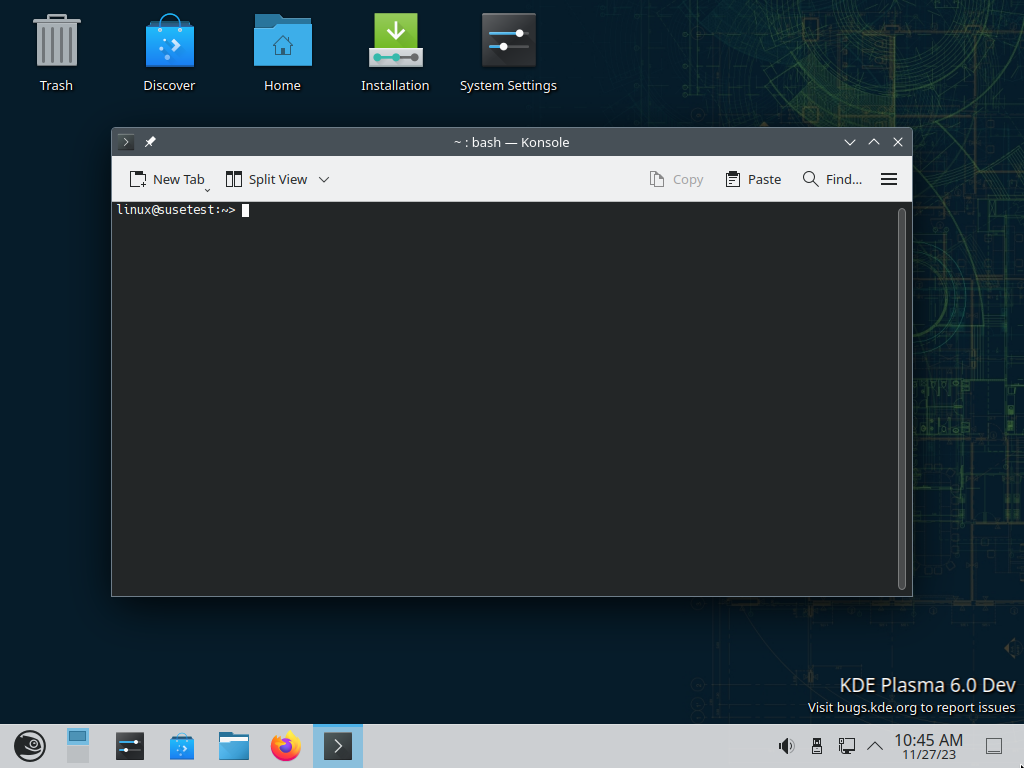 Trash
Discover
Home
Installation
System Settings
~ : bash — Konsole
New Tab
Split View
Copy
Paste
Find...
linux@susetest:~>
KDE Plasma 6.0 Dev
Visit bugs.kde.org to report issues
10:45 AM
11/27/23